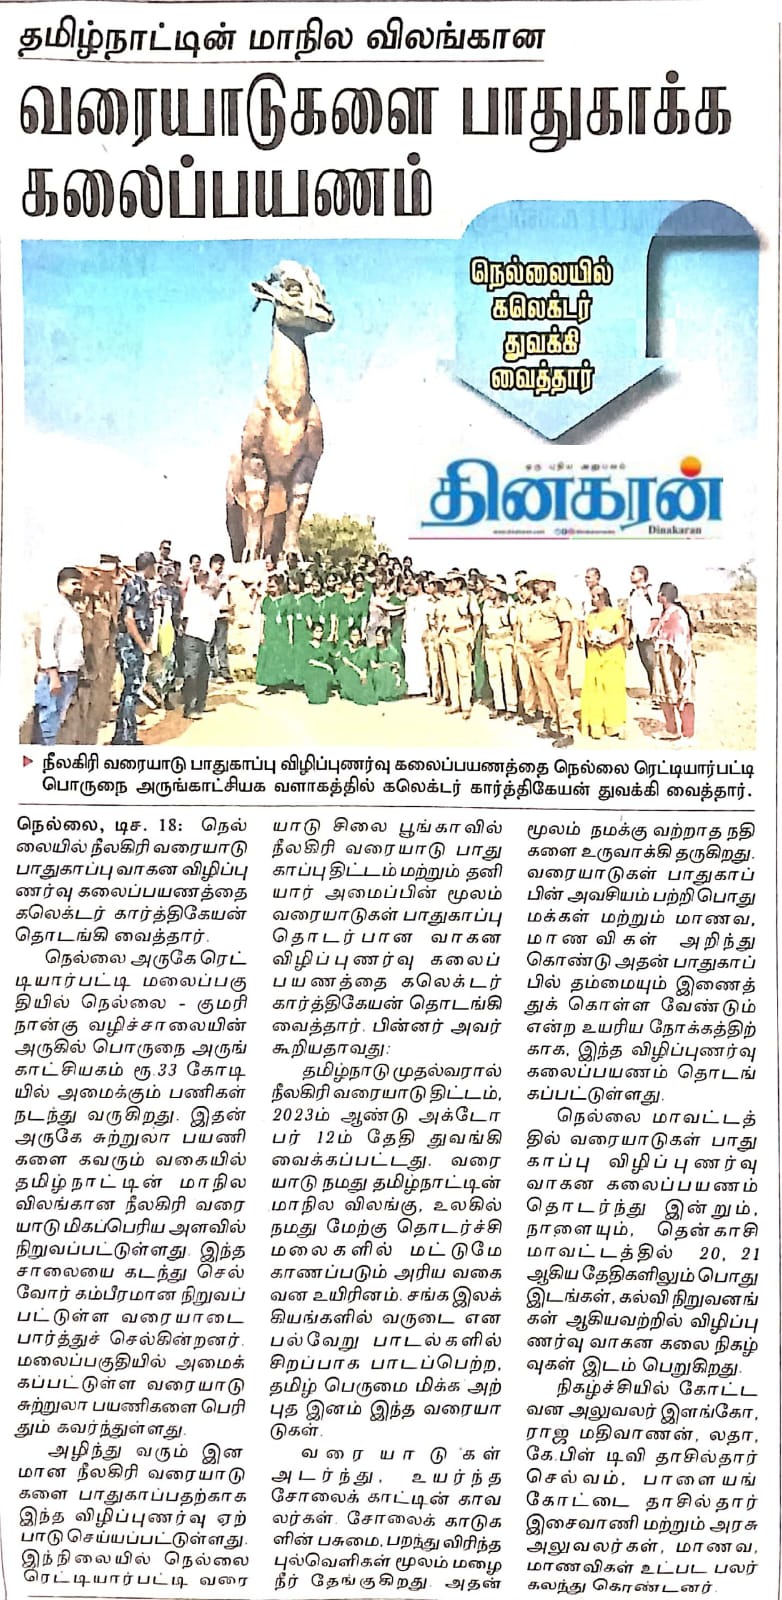 தமிழ்நாட்டின் மாநில விலங்கான
வரையாடுகளை பாதுகாக்க
கலைப்பயணம்
நெல்லையில்
கலெக்டர்
துவக்கி
வைத்தார்
ஒரு புதிய அனுபவம்
தினகரன்
www.dinakaran.com
Dinakaran
நீலகிரி வரையாடு பாதுகாப்பு விழிப்புணர்வு கலைப்பயணத்தை நெல்லை ரெட்டியார்பட்டி
பொருநை அருங்காட்சியக வளாகத்தில் கலெக்டர் கார்த்திகேயன் துவக்கி வைத்தார்.
நெல்லை, டிச. 18: நெல்
லையில் நீலகிரி வரையாடு
பாதுகாப்பு வாகன விழிப்பு
ணர்வு கலைப்பயணத்தை
கலெக்டர் கார்த்திகேயன்
தொடங்கி வைத்தார்.
நெல்லை அருகே ரெட்
டியார்பட்டி மலைப்பகு
தியில் நெல்லை - குமரி
நான்கு வழிச்சாலையின்
அருகில் பொருநை அருங்
காட்சியகம் ரூ.33 கோடி
யில் அமைக்கும் பணிகள்
நடந்து வருகிறது. இதன்
அருகே சுற்றுலா பயணி
களை கவரும் வகையில்
தமிழ்நாட்டின் மாநில
விலங்கான நீலகிரி வரை
யாடு மிகப்பெரிய அளவில்
நிறுவப்பட்டுள்ளது. இந்த
சாலையை கடந்து செல்
வோர் கம்பீரமான நிறுவப்
பட்டுள்ள வரையாடை
பார்த்துச் செல்கின்றனர்.
மலைப்பகுதியில் அமைக்
கப்பட்டுள்ள வரையாடு
சுற்றுலா பயணிகளை பெரி
தும் கவர்ந்துள்ளது.
அழிந்து வரும் இன
மான நீலகிரி வரையாடு
களை பாதுகாப்பதற்காக
இந்த விழிப்புணர்வு ஏற்
பாடு செய்யப்பட்டுள்ளது.
இந்நிலையில் நெல்லை
ரெட்டியார்பட்டி வரை
யாடு சிலை பூங்காவில்
நீலகிரி வரையாடு பாது
காப்பு திட்டம் மற்றும் தனி
யார் அமைப்பின் மூலம்
வரையாடுகள் பாதுகாப்பு
தொடர்பான வாகன
விழிப்புணர்வு கலைப்
பயணத்தை கலெக்டர்
கார்த்திகேயன் தொடங்கி
வைத்தார். பின்னர் அவர்
கூறியதாவது:
தமிழ்நாடு முதல்வரால்
நீலகிரி வரையாடு திட்டம்,
2023ம் ஆண்டு அக்டோ
பர் 12ம் தேதி துவங்கி
வைக்கப்பட்டது. வரை
யாடு நமது தமிழ்நாட்டின்
மாநில விலங்கு, உலகில்
நமது மேற்கு தொடர்ச்சி
மலைகளில் மட்டுமே
காணப்படும் அரிய வகை
வன உயிரினம். சங்க இலக்
கியங்களில் வருடை என
பல்வேறு பாடல்களில்
சிறப்பாக பாடப்பெற்ற,
தமிழ் பெருமை மிக்க அற்
புத இனம் இந்த வரையா
டுகள்.
வரையாடுகள்
அடர்ந்து, உயர்ந்த
சோலைக் காட்டின் காவ
லர்கள். சோலைக் காடுக
ளின் பசுமை, பறந்து விரிந்த
புல்வெளிகள் மூலம் மழை
நீர் தேங்குகிறது. அதன்
மூலம் நமக்கு வற்றாத நதி
களை உருவாக்கி தருகிறது.
வரையாடுகள் பாதுகாப்
பின் அவசியம் பற்றி பொது
மக்கள் மற்றும் மாணவ,
மாணவிகள் அறிந்து
கொண்டு அதன் பாதுகாப்
பில் தம்மையும் இணைத்
துக் கொள்ள வேண்டும்
என்ற உயரிய நோக்கத்திற்
காக, இந்த விழிப்புணர்வு
கலைப்பயணம் தொடங்
கப்பட்டுள்ளது.
நெல்லை மாவட்டத்
தில் வரையாடுகள் பாது
காப்பு விழிப்புணர்வு
வாகன கலைப்பயணம்
தொடர்ந்து இன்றும்,
நாளையும், தென்காசி
மாவட்டத்தில் 20, 21
ஆகிய தேதிகளிலும் பொது
இடங்கள், கல்வி நிறுவனங்
கள் ஆகியவற்றில் விழிப்பு
ணர்வு வாகன கலை நிகழ்
வுகள் இடம் பெறுகிறது.
நிகழ்ச்சியில் கோட்ட
வன அலுவலர் இளங்கோ,
ராஜ மதிவாணன், லதா,
கே.பிள் டிவி தாசில்தார்
செல்வம், பாளையங்
கோட்டை தாசில்தார்
இசைவாணி மற்றும் அரசு
அலுவலர்கள், மாணவ,
மாணவிகள் உட்பட பலர்
கலந்து கொண்டனர்.